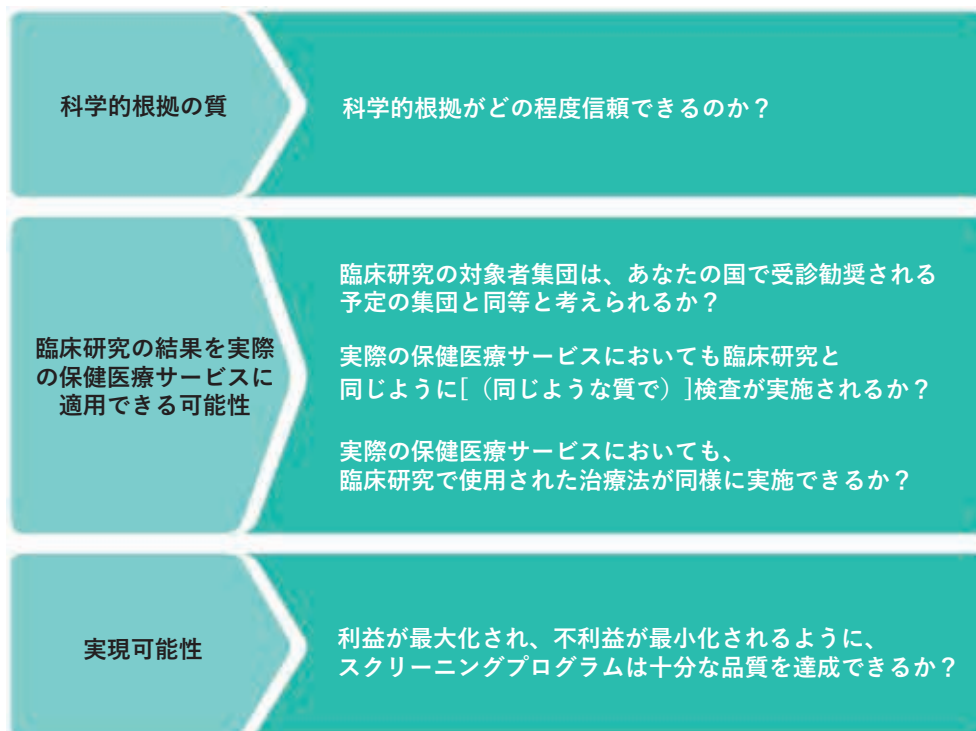 科学的根拠の質
科学的根拠がどの程度信頼できるのか？
臨床研究の結果を実際
の保健医療サービスに
適用できる可能性
臨床研究の対象者集団は、あなたの国で受診勧奨される
予定の集団と同等と考えられるか？
実際の保健医療サービスにおいても臨床研究と
同じように[（同じような質で）]検査が実施されるか？
実際の保健医療サービスにおいても、
臨床研究で使用された治療法が同様に実施できるか？
実現可能性
利益が最大化され、不利益が最小化されるように、
スクリーニングプログラムは十分な品質を達成できるか？